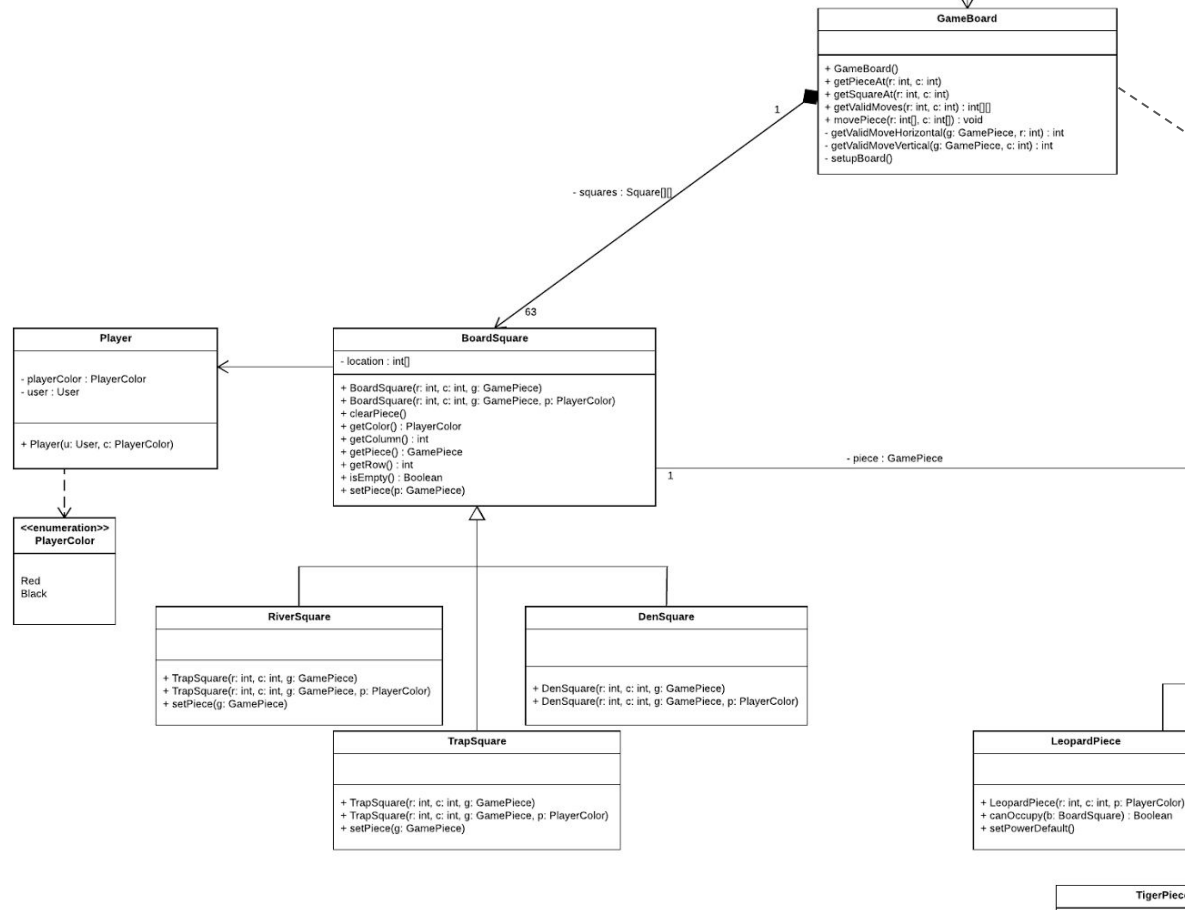 GameBoard
+ GameBoard()
+ getPieceAt(r: int, c: int)
+ getSquareAt(r: int, c: int)
+ getValidMoves(r: int, c: int) : int[][]
+ movePiece(r: int[], c: int[]) : void
- getValidMoveHorizontal(g: GamePiece, r: int) : int
- getValidMoveVertical(g: GamePiece, c: int) : int
- setupBoard()
1
- squares : Square[][]
63
Player
- playerColor : PlayerColor
- user : User
+ Player(u: User, c: PlayerColor)
BoardSquare
- location : int[]
+ BoardSquare(r: int, c: int, g: GamePiece)
+ BoardSquare(r: int, c: int, g: GamePiece, p: PlayerColor)
+ clearPiece()
+ getColor() : PlayerColor
+ getColumn() : int
+ getPiece() : GamePiece
+ getRow() : int
+ isEmpty() : Boolean
+ setPiece(p: GamePiece)
- piece : GamePiece
1
<<enumeration>>
PlayerColor
Red
Black
RiverSquare
+ TrapSquare(r: int, c: int, g: GamePiece)
+ TrapSquare(r: int, c: int, g: GamePiece, p: PlayerColor)
+ setPiece(g: GamePiece)
DenSquare
+ DenSquare(r: int, c: int, g: GamePiece)
+ DenSquare(r: int, c: int, g: GamePiece, p: PlayerColor)
TrapSquare
+ TrapSquare(r: int, c: int, g: GamePiece)
+ TrapSquare(r: int, c: int, g: GamePiece, p: PlayerColor)
+ setPiece(g: GamePiece)
LeopardPiece
+ LeopardPiece(r: int, c: int, p: PlayerColor)
+ canOccupy(b: BoardSquare) : Boolean
+ setPowerDefault()
TigerPiece